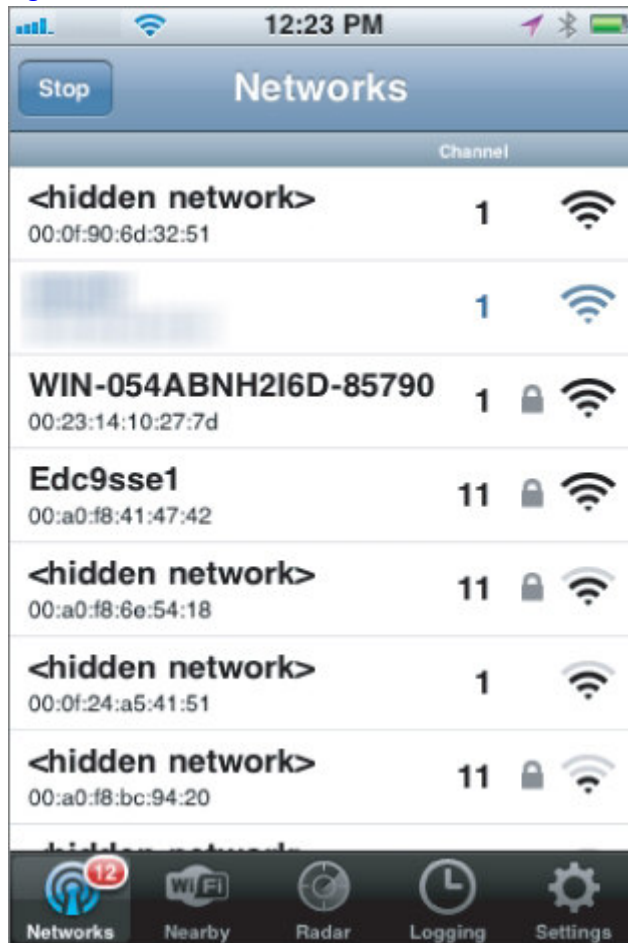 12:23 PM
Stop
Networks
Channel
<hidden network>
1
00:0f:90:6d:32:51
1
WIN-054ABNH2I6D-85790
1
00:23:14:10:27:7d
Edc9sse1
11
00:a0:f8:41:47:42
<hidden network>
11
00:a0:f8:6e:54:18
<hidden network>
1
00:0f:24:a5:41:51
<hidden network>
11
00:a0:f8:bc:94:20
12
Wi Fi
Networks
Nearby
Radar
Logging
Settings